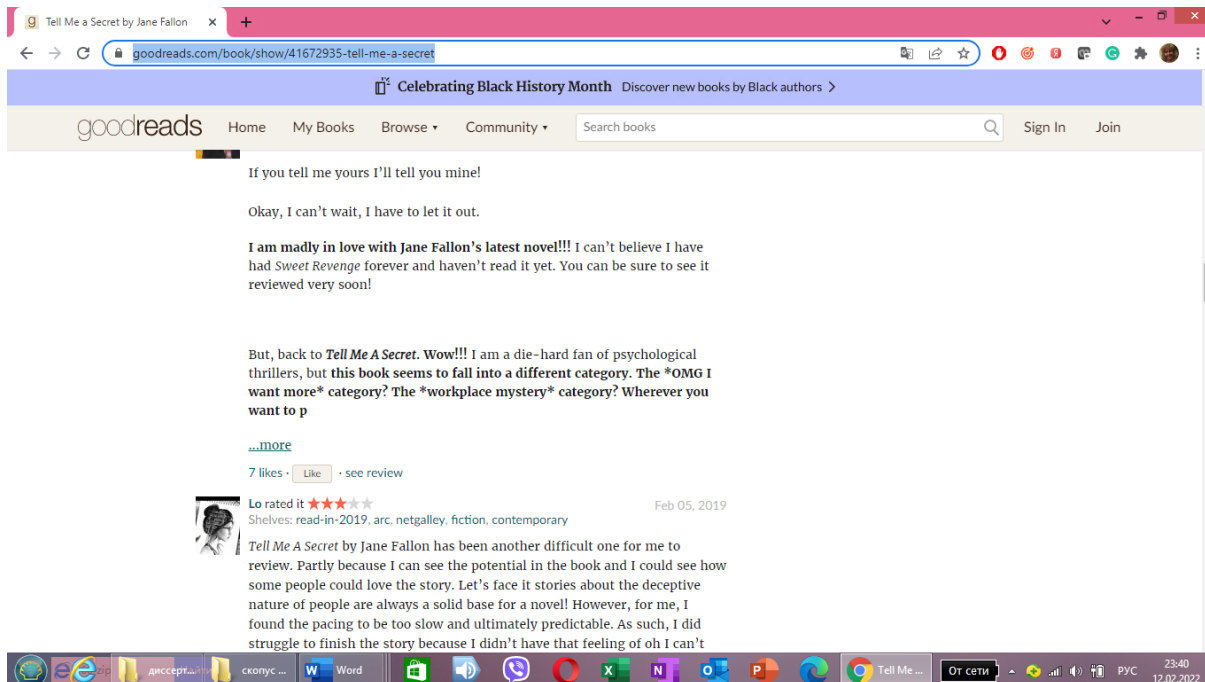 Tell Me a Secret by Jane Fallon
goodreads.com/book/show/41672935-tell-me-a-secret
Celebrating Black History Month Discover new books by Black authors
goodreads Home My Books Browse Community Search books Sign In Join
If you tell me yours I'll tell you mine!
Okay, I can't wait, I have to let it out.
I am madly in love with Jane Fallon's latest novel!!! I can't believe I have
had Sweet Revenge forever and haven't read it yet. You can be sure to see it
reviewed very soon!
But, back to Tell Me A Secret. Wow!!! I am a die-hard fan of psychological
thrillers, but this book seems to fall into a different category. The *OMG I
want more* category? The *workplace mystery* category? Wherever you
want to p
...more
7 likes · Like · see review
Lo rated it Feb 05, 2019
Shelves: read-in-2019, arc, netgalley, fiction, contemporary
Tell Me A Secret by Jane Fallon has been another difficult one for me to
review. Partly because I can see the potential in the book and I could see how
some people could love the story. Let's face it stories about the deceptive
nature of people are always a solid base for a novel! However, for me, I
found the pacing to be too slow and ultimately predictable. As such, I did
struggle to finish the story because I didn't have that feeling of oh I can't
zip диссерт... скопус ... Word Tell Me ... От сети РУС 23:40
12.02.2022